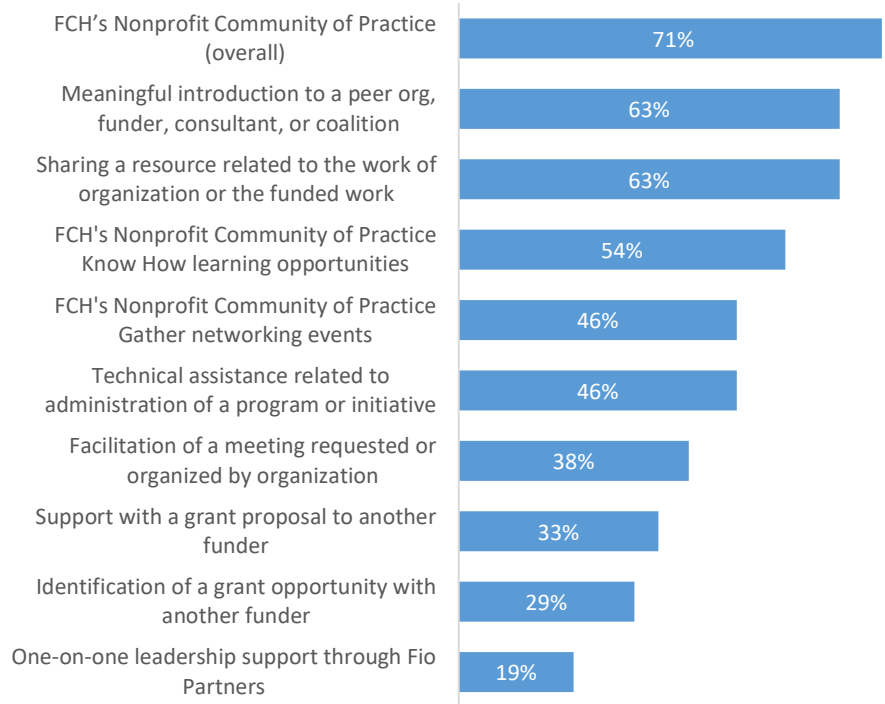 FCH’s Nonprofit Community of Practice
(overall)
71%
Meaningful introduction to a peer org,
funder, consultant, or coalition
63%
Sharing a resource related to the work of
organization or the funded work
63%
FCH's Nonprofit Community of Practice
Know How learning opportunities
54%
FCH's Nonprofit Community of Practice
Gather networking events
46%
Technical assistance related to
administration of a program or initiative
46%
Facilitation of a meeting requested or
organized by organization
38%
Support with a grant proposal to another
funder
33%
Identification of a grant opportunity with
another funder
29%
One-on-one leadership support through Fio
Partners
19%